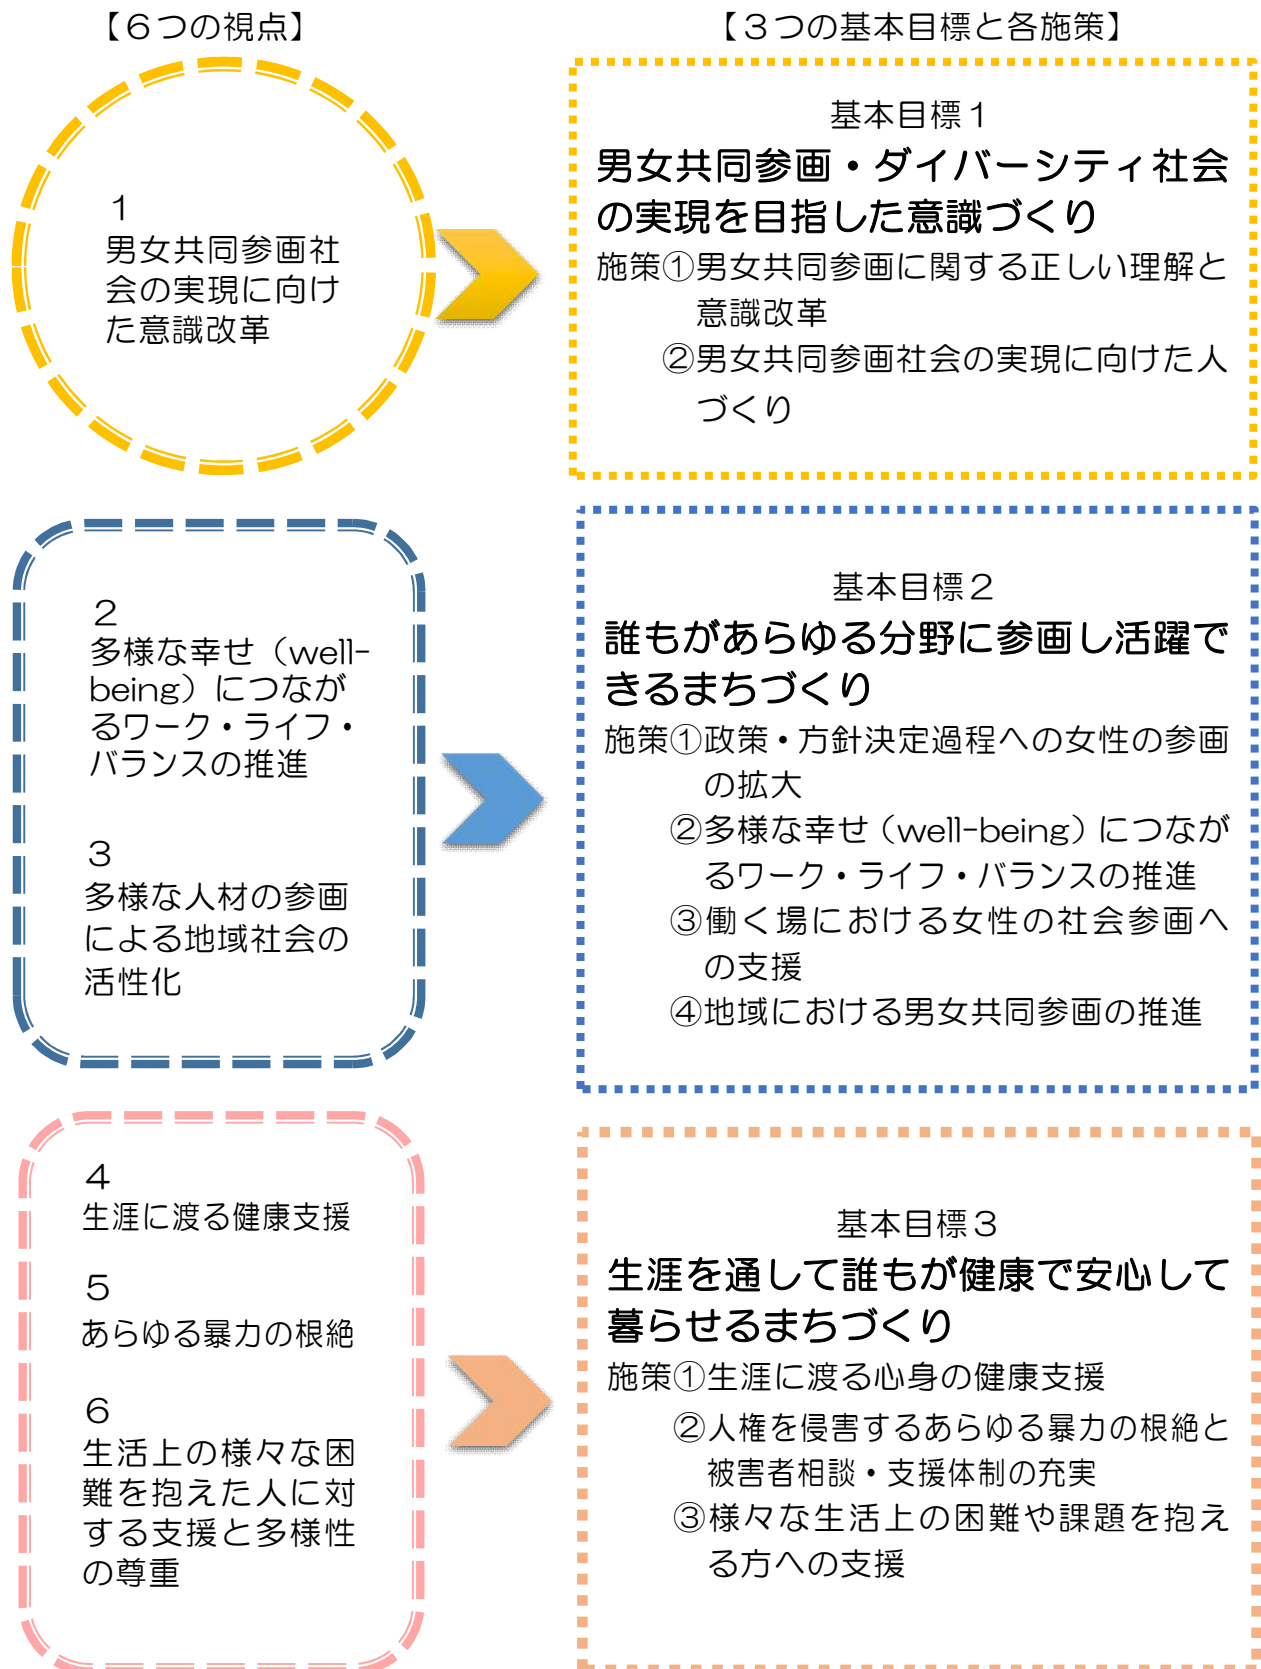 【６つの視点】
【３つの基本目標と各施策】
1
男女共同参画社
会の実現に向け
た意識改革
基本目標１
男女共同参画・ダイバーシティ社会
の実現を目指した意識づくり
施策①男女共同参画に関する正しい理解と
意識改革
②男女共同参画社会の実現に向けた人
づくり
2
多様な幸せ（well-
being）につなが
るワーク・ライフ・
バランスの推進
3
多様な人材の参画
による地域社会の
活性化
基本目標２
誰もがあらゆる分野に参画し活躍で
きるまちづくり
施策①政策・方針決定過程への女性の参画
の拡大
②多様な幸せ（well-being）につなが
るワーク・ライフ・バランスの推進
③働く場における女性の社会参画へ
の支援
④地域における男女共同参画の推進
4
生涯に渡る健康支援
5
あらゆる暴力の根絶
6
生活上の様々な困
難を抱えた人に対
する支援と多様性
の尊重
基本目標３
生涯を通して誰もが健康で安心して
暮らせるまちづくり
施策①生涯に渡る心身の健康支援
②人権を侵害するあらゆる暴力の根絶と
被害者相談・支援体制の充実
③様々な生活上の困難や課題を抱え
る方への支援